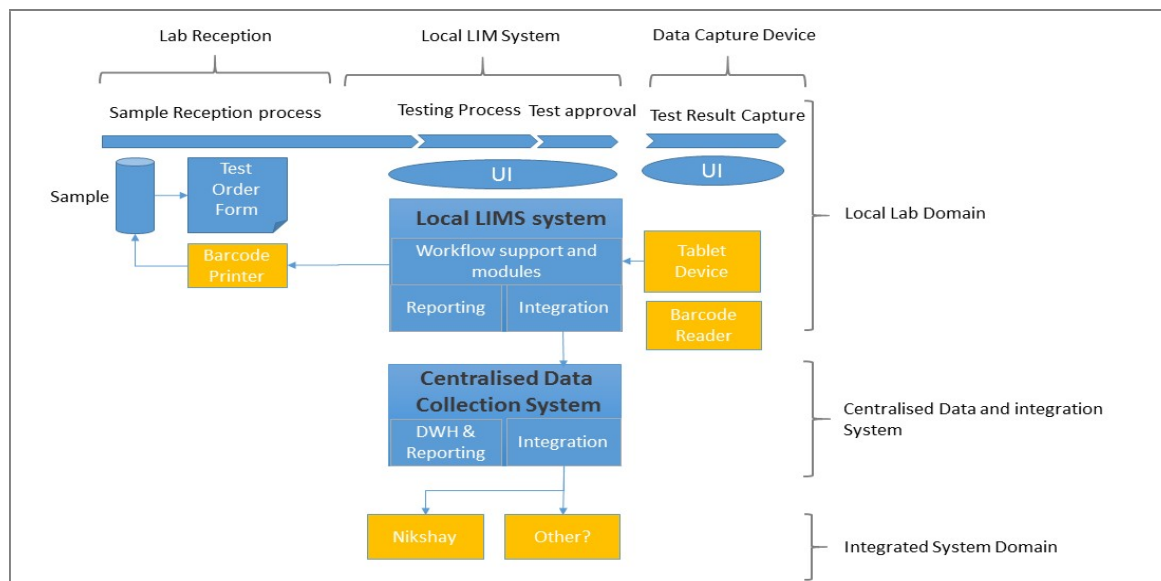 Lab Reception
Local LIM System
Data Capture Device
Sample Reception process
Testing Process
Test approval
Test Result Capture
UI
UI
Sample
Test
Order
Form
Local LIMS system
Local Lab Domain
Barcode
Printer
Workflow support and
modules
Tablet
Device
Reporting
Integration
Barcode
Reader
Centralised Data
Collection System
Centralised Data and integration
System
DWH &
Reporting
Integration
Nikshay
Other?
Integrated System Domain